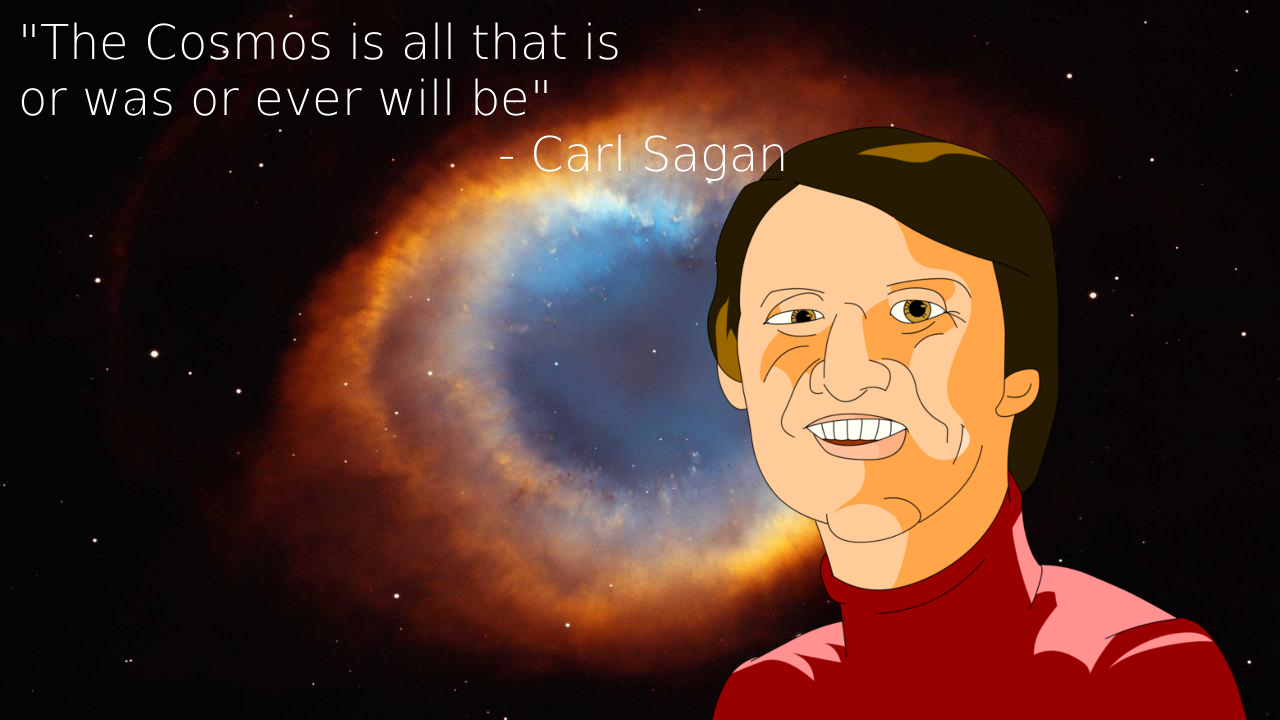 "The Cosmos is all that is
or was or ever will be"
- Carl Sagan